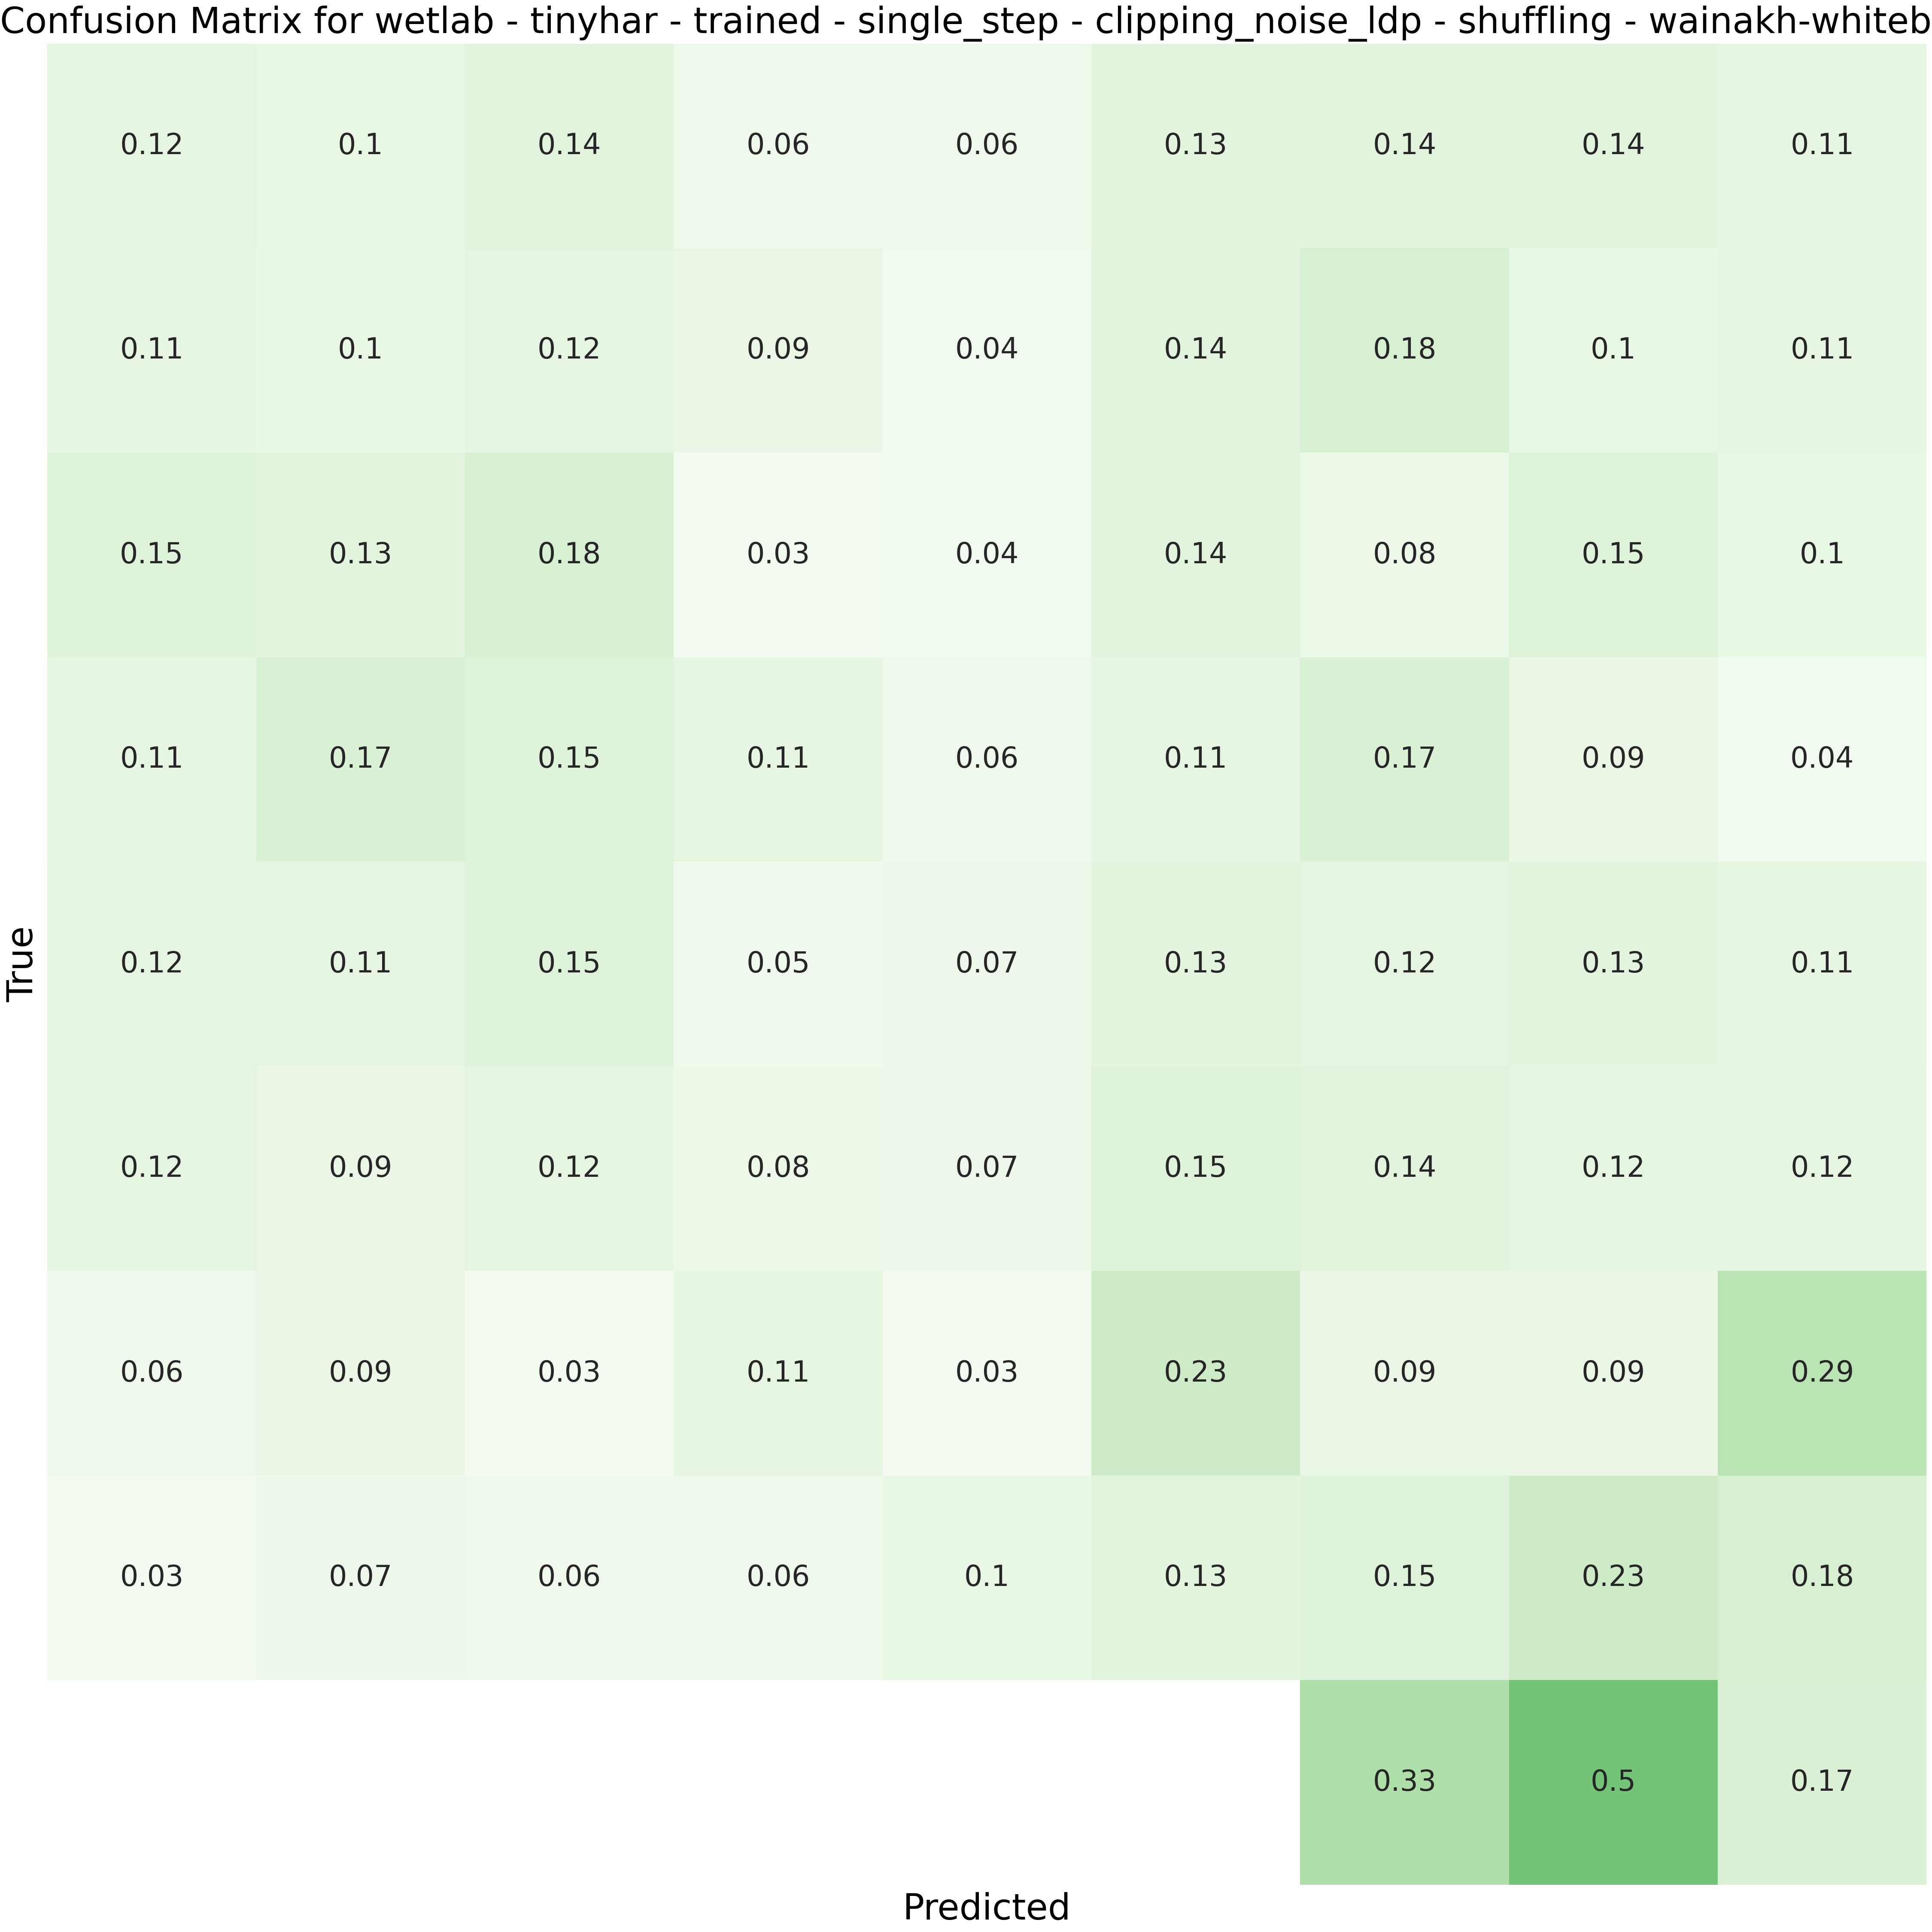 Confusion Matrix for wetlab - tinyhar - trained - single_step - clipping_noise_ldp - shuffling - wainakh-whiteb
0.12 0.1 0.14 0.06 0.06 0.13 0.14 0.14 0.11
0.11 0.1 0.12 0.09 0.04 0.14 0.18 0.1 0.11
0.15 0.13 0.18 0.03 0.04 0.14 0.08 0.15 0.1
0.11 0.17 0.15 0.11 0.06 0.11 0.17 0.09 0.04
True
0.12 0.11 0.15 0.05 0.07 0.13 0.12 0.13 0.11
0.12 0.09 0.12 0.08 0.07 0.15 0.14 0.12 0.12
0.06 0.09 0.03 0.11 0.03 0.23 0.09 0.09 0.29
0.03 0.07 0.06 0.06 0.1 0.13 0.15 0.23 0.18
0.33 0.5 0.17
Predicted